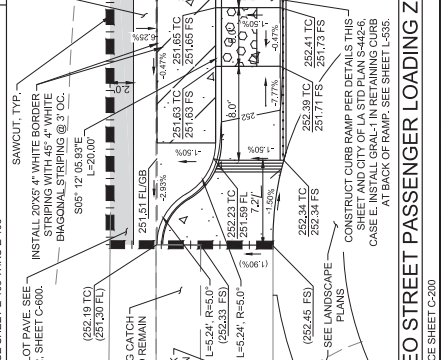 SAWCUT, TYP.
INSTALL 20'X5' 4" WHITE BORDER
STRIPING WITH 45° 4" WHITE
DIAGONAL STRIPING @ 3' OC.
S05° 12' 05.93"E
L=20.00'
LOT PAVE. SEE
SHEET C-600.
2.0'
6.25%
-0.47%
251.65 TC
251.65 FS
251.63 TC
251.63 FS
8.0'
-0.47%
252.41 TC
251.73 FS
252.39 TC
251.71 FS
-7.77%
252
-1.50%
-1.50%
251.51 FL/GB
-2.93%
252.23 TC
251.59 FL
7.2'
-1.50%
252.34 TC
252.34 FS
(252.19 TC)
(251.30 FL)
CATCH
REMAIN
L=5.24', R=5.0'
(252.33 FS)
L=5.24', R=5.0'
(1.90%)
(252.45 FS)
SEE LANDSCAPE
PLANS
CONSTRUCT CURB RAMP PER DETAILS THIS
SHEET AND CITY OF LA STD PLAN S-442-6,
CASE E. INSTALL GRAL-1 IN RETAINING CURB
AT BACK OF RAMP. SEE SHEET L-535.
EO STREET PASSENGER LOADING Z
SHEET C-200